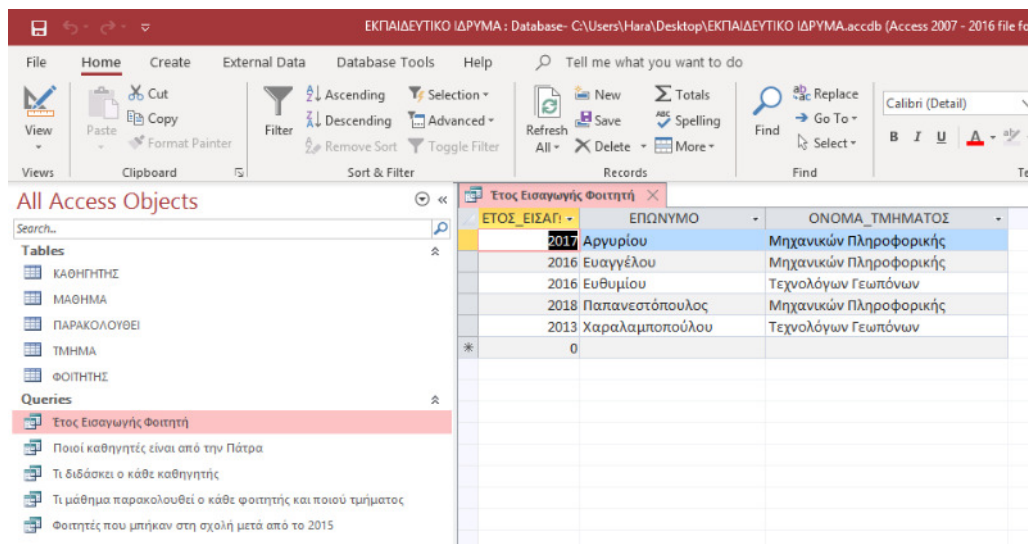 ΕΚΠΑΙΔΕΥΤΙΚΟ ΙΔΡΥΜΑ : Database- C:\Users\Hara\Desktop\ΕΚΠΑΙΔΕΥΤΙΚΟ ΙΔΡΥΜΑ.accdb (Access 2007 - 2016 file fo
File Home Create External Data Database Tools Help Tell me what you want to do
View
Paste
Cut
Copy
Format Painter
Filter
Ascending
Descending
Remove Sort
Selection
Advanced
Toggle Filter
Refresh
All
New
Save
Delete
Totals
Spelling
More
Find
Replace
Go To
Select
Calibri (Detail)
B I U A
Views Clipboard Sort & Filter Records Find Te
All Access Objects
Search...
Tables
ΚΑΘΗΓΗΤΗΣ
ΜΑΘΗΜΑ
ΠΑΡΑΚΟΛΟΥΘΕΙ
ΤΜΗΜΑ
ΦΟΙΤΗΤΗΣ
Queries
Έτος Εισαγωγής Φοιτητή
Ποιοί καθηγητές είναι από την Πάτρα
Τι διδάσκει ο κάθε καθηγητής
Τι μάθημα παρακολουθεί ο κάθε φοιτητής και ποιού τμήματος
Φοιτητές που μπήκαν στη σχολή μετά από το 2015
Έτος Εισαγωγής Φοιτητή
ΕΤΟΣ_ΕΙΣΑΓΩ ΕΠΩΝΥΜΟ ΟΝΟΜΑ_ΤΜΗΜΑΤΟΣ
2017 Αργυρίου Μηχανικών Πληροφορικής
2016 Ευαγγέλου Μηχανικών Πληροφορικής
2016 Ευθυμίου Τεχνολόγων Γεωπόνων
2018 Παπανεστόπουλος Μηχανικών Πληροφορικής
2013 Χαραλαμποπούλου Τεχνολόγων Γεωπόνων
0